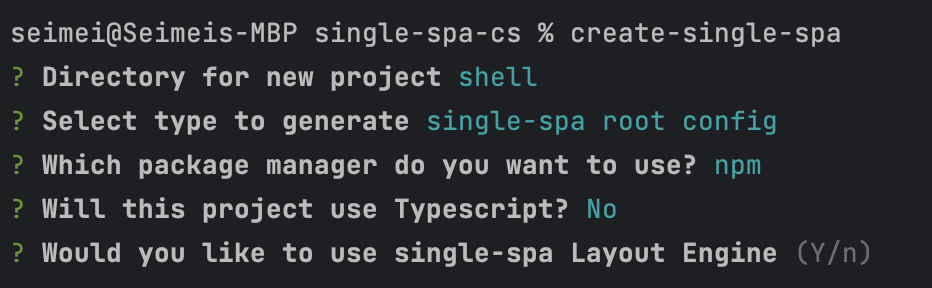 seimei@Seimeis-MBP single-spa-cs % create-single-spa
? Directory for new project shell
? Select type to generate single-spa root config
? Which package manager do you want to use? npm
? Will this project use Typescript? No
? Would you like to use single-spa Layout Engine (Y/n)